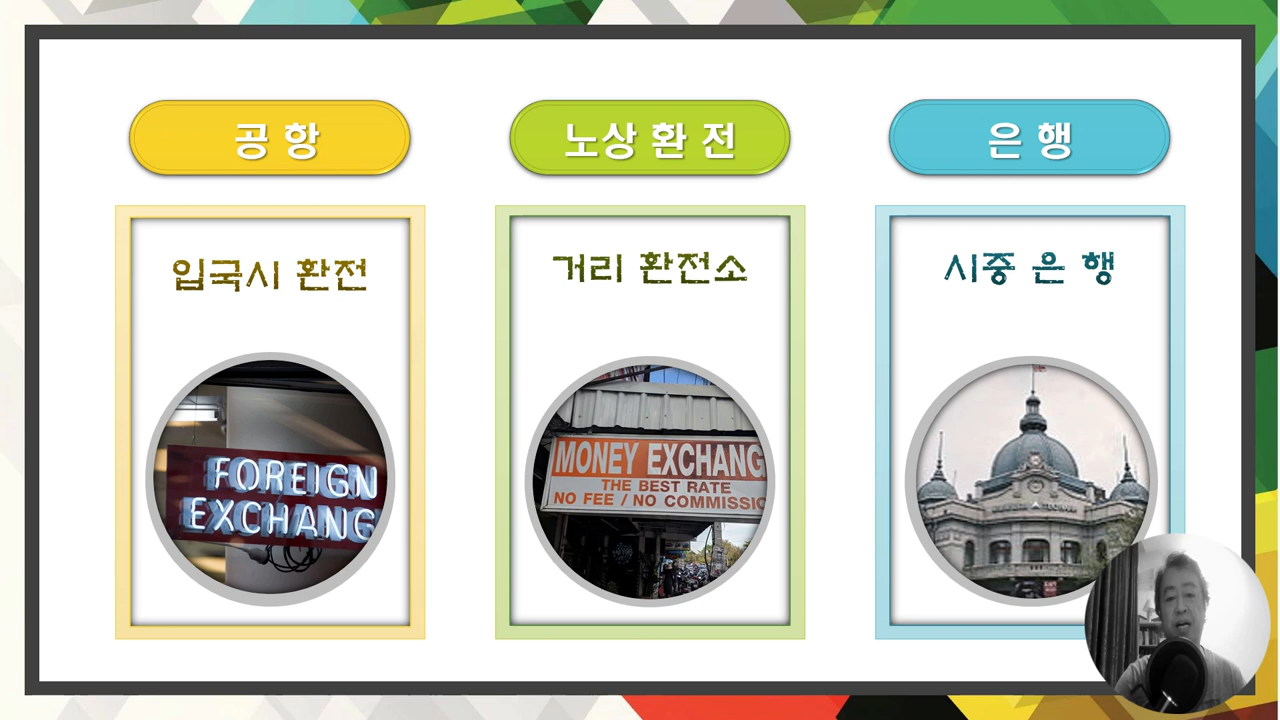 공 항
입국시 환전
FOREIGN
EXCHANG
노상 환 전
거리 환전소
MONEY EXCHANG
THE BEST RATE
NO FEE / NO COMMISSIO
은 행
시중 은 행